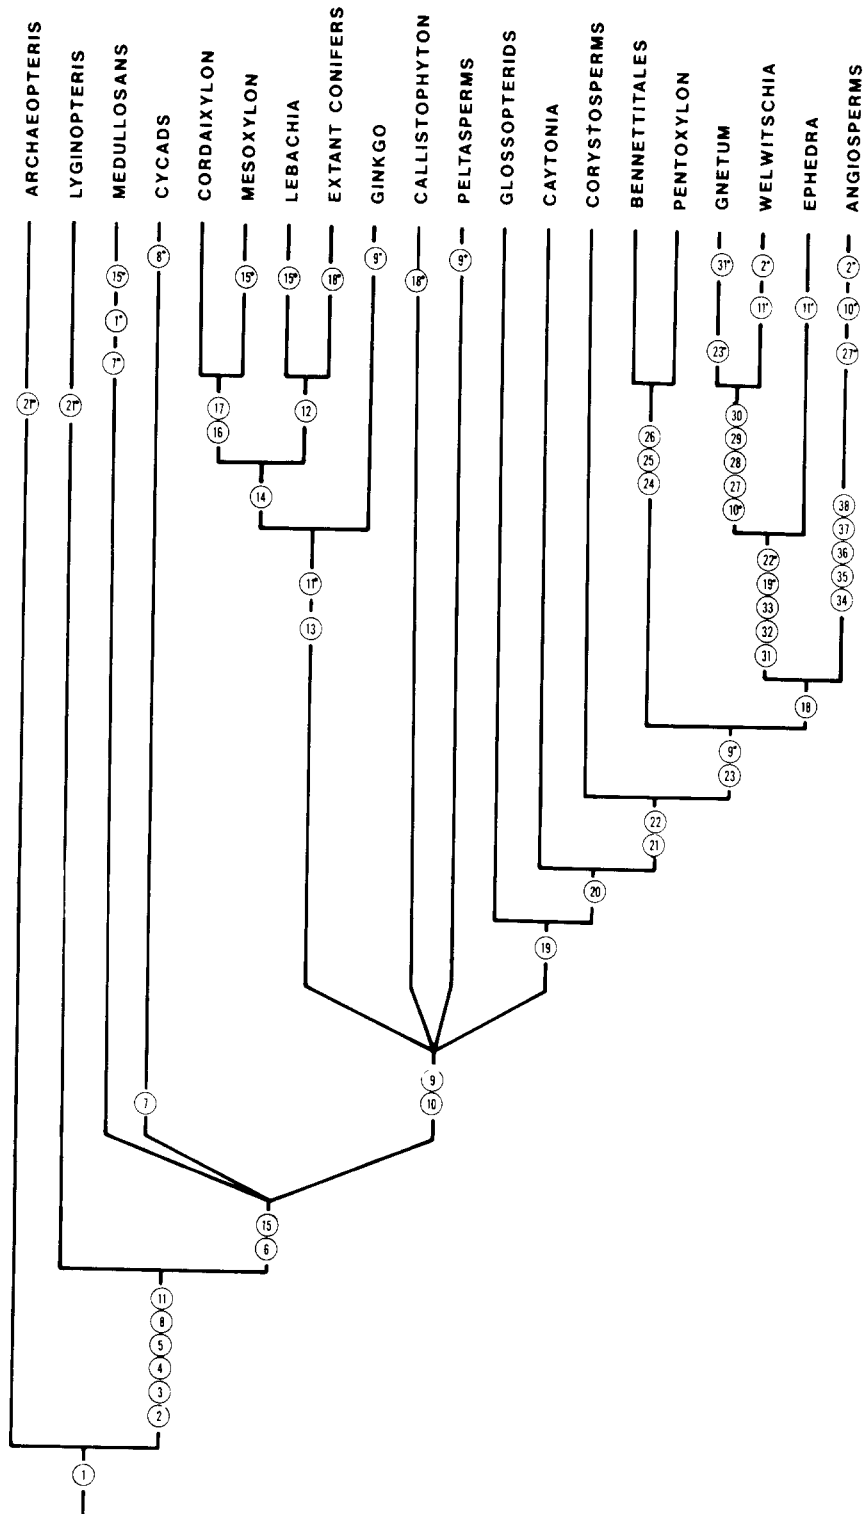 ARCHAEOPTERIS
LYGINOPTERIS
MEDULLOSANS
CYCADS
CORDAIXYLON
MESOXYLON
LEBACHIA
EXTANT CONIFERS
GINKGO
CALLISTOPHYTON
PELTASPERMS
GLOSSOPTERIDS
CAYTONIA
CORYSTOSPERMS
BENNETTITALES
PENTOXYLON
GNETUM
WELWITSCHIA
EPHEDRA
ANGIOSPERMS
8* 9* 9* 31* 2* 2*
15* 15* 15* 18* 18*
11* 11* 10*
1*
23* 27*
7*
21* 21* 17 12 30
16 26 29
25 28
14 24 27 38
10* 37
22* 36
11* 19* 35
33 34
13 32
31
18
9*
23
22
21
20
19
9
7 10
15
6
11
8
5
4
3
2
1